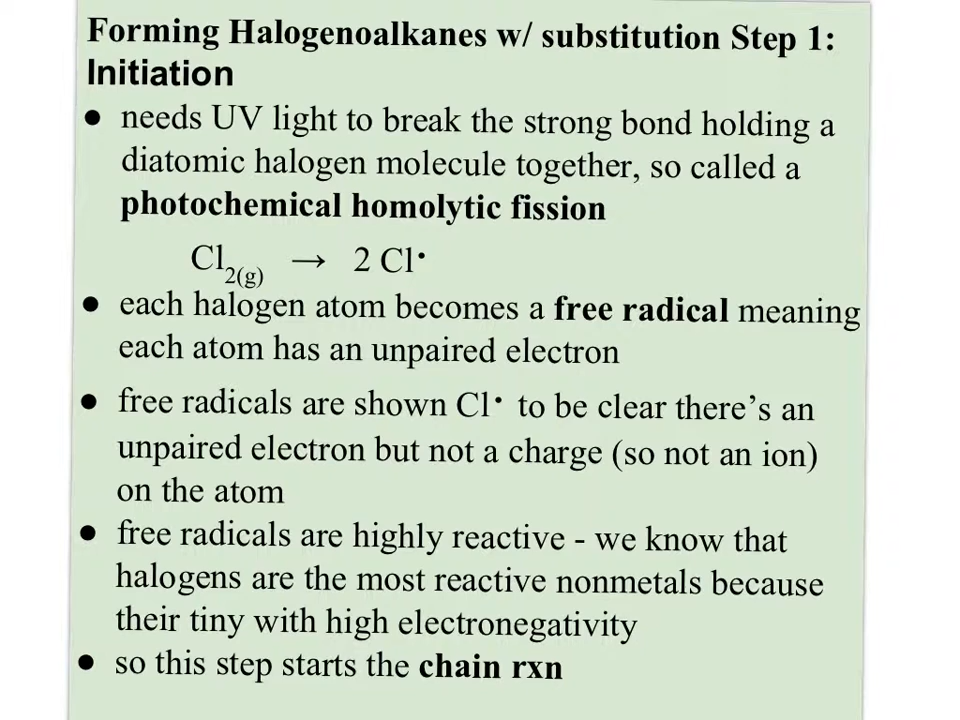 Forming Halogenoalkanes w/ substitution Step 1:
Initiation
● needs UV light to break the strong bond holding a
diatomic halogen molecule together, so called a
photochemical homolytic fission
Cl2(g) → 2 Cl•
● each halogen atom becomes a free radical meaning
each atom has an unpaired electron
● free radicals are shown Cl• to be clear there's an
unpaired electron but not a charge (so not an ion)
on the atom
● free radicals are highly reactive - we know that
halogens are the most reactive nonmetals because
their tiny with high electronegativity
● so this step starts the chain rxn